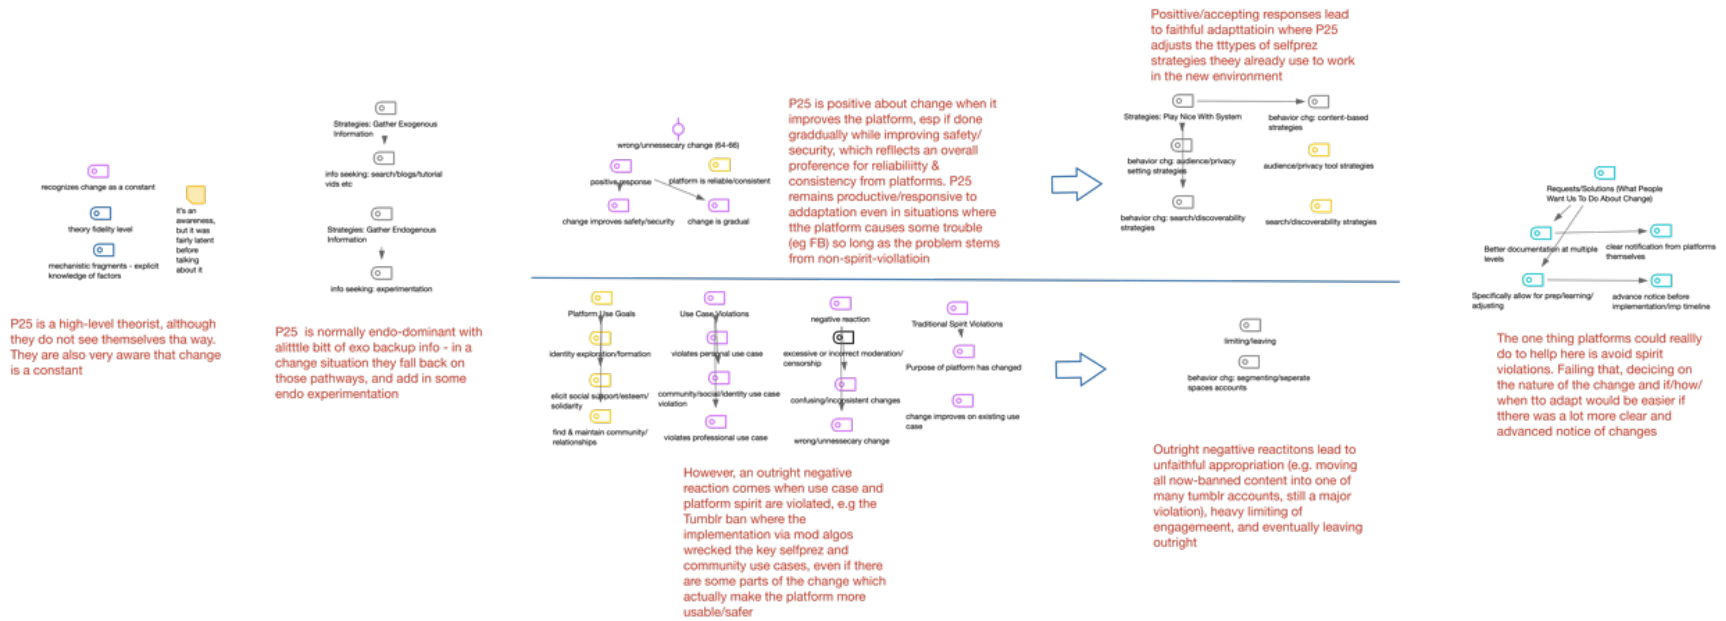 recognizes change as a constant
theory fidelity level
mechanistic fragments - explicit
knowledge of factors
it's an
awareness,
but it was
fairly latent
before
talking
about it
P25 is a high-level theorist, although
they do not see themselves tha way.
They are also very aware that change
is a constant
Strategies: Gather Exogenous
Information
info seeking: search/blogs/tutorial
vids etc
Strategies: Gather Endogenous
Information
info seeking: experimentation
P25  is normally endo-dominant with
alitttle bitt of exo backup info - in a
change situation they fall back on
those pathways, and add in some
endo experimentation
wrong/unnessecary change (64-66)
positive response
platform is reliable/consistent
change improves safety/security
change is gradual
P25 is positive about change when it
improves the platform, esp if done
graddually while improving safety/
security, which refllects an overall
proference for reliabiliitty &
consistency from platforms. P25
remains productive/responsive to
addaptation even in situations where
tthe platform causes some trouble
(eg FB) so long as the problem stems
from non-spirit-viollatioin
Posittive/accepting responses lead
to faithful adapttatioin where P25
adjusts the tttypes of selfprez
strategies theey already use to work
in the new environment
Strategies: Play Nice With System
behavior chg: content-based
strategies
behavior chg: audience/privacy
setting strategies
audience/privacy tool strategies
behavior chg: search/discoverability
strategies
search/discoverability strategies
Platform Use Goals
identity exploration/formation
elicit social support/esteem/
solidarity
find & maintain community/
relationships
Use Case Violations
violates personal use case
community/social/identity use case
violation
violates professional use case
negative reaction
excessive or incorrect moderation/
censorship
confusing/inconsistent changes
wrong/unnessecary change
Traditional Spirit Violations
Purpose of platform has changed
change improves on existing use
case
However, an outright negative
reaction comes when use case and
platform spirit are violated, e.g the
Tumblr ban where the
implementation via mod algos
wrecked the key selfprez and
community use cases, even if there
are some parts of the change which
actually make the platform more
usable/safer
limiting/leaving
behavior chg: segmenting/seperate
spaces accounts
Outright negattive reactitons lead to
unfaithful appropriation (e.g. moving
all now-banned content into one of
many tumblr accounts, still a major
violation), heavy limiting of
engagemeent, and eventually leaving
outright
Requests/Solutions (What People
Want Us To Do About Change)
Better documentation at multiple
levels
clear notification from platforms
themselves
Specifically allow for prep/learning/
adjusting
advance notice before
implementation/imp timeline
The one thing platforms could reallly
do to hellp here is avoid spirit
violations. Failing that, decicing on
the nature of the change and if/how/
when tto adapt would be easier if
tthere was a lot more clear and
advanced notice of changes